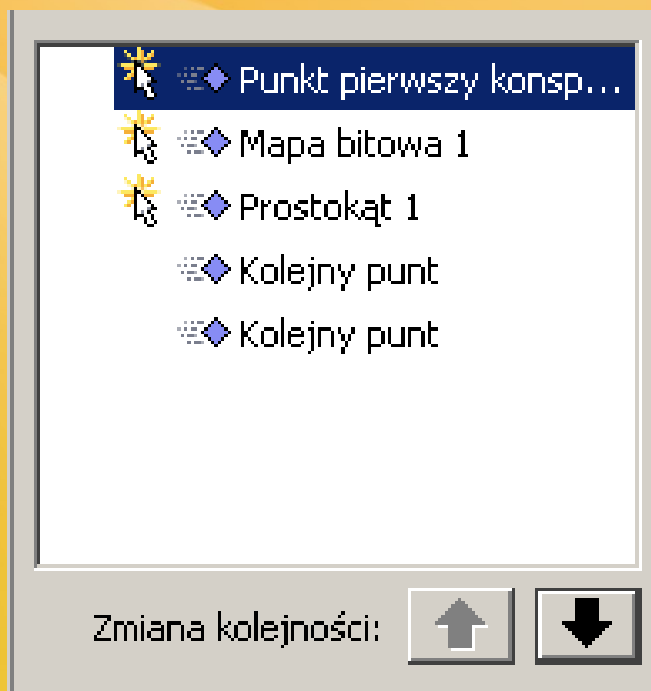 Punkt pierwszy konsp...
Mapa bitowa 1
Prostokąt 1
Kolejny punt
Kolejny punt
Zmiana kolejności: